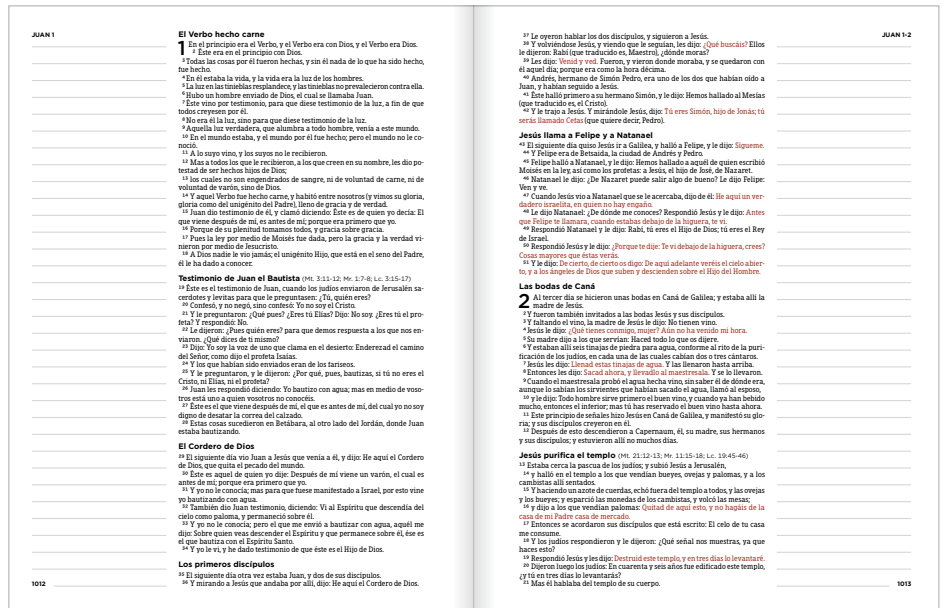 JUAN 1
El Verbo hecho carne
1 En el principio era el Verbo, y el Verbo era con Dios, y el Verbo era Dios.
2 Éste era en el principio con Dios.
3 Todas las cosas por él fueron hechas, y sin él nada de lo que ha sido hecho,
fue hecho.
4 En él estaba la vida, y la vida era la luz de los hombres.
5 La luz en las tinieblas resplandece, y las tinieblas no prevalecieron contra ella.
6 Hubo un hombre enviado de Dios, el cual se llamaba Juan.
7 Éste vino por testimonio, para que diese testimonio de la luz, a fin de que
todos creyesen por él.
8 No era él la luz, sino para que diese testimonio de la luz.
9 Aquella luz verdadera, que alumbra a todo hombre, venía a este mundo.
10 En el mundo estaba, y el mundo por él fue hecho; pero el mundo no le co-
noció.
11 A lo suyo vino, y los suyos no le recibieron.
12 Mas a todos los que le recibieron, a los que creen en su nombre, les dio po-
testad de ser hechos hijos de Dios;
13 los cuales no son engendrados de sangre, ni de voluntad de carne, ni de
voluntad de varón, sino de Dios.
14 Y aquel Verbo fue hecho carne, y habitó entre nosotros (y vimos su gloria,
gloria como del unigénito del Padre), lleno de gracia y de verdad.
15 Juan dio testimonio de él, y clamó diciendo: Éste es de quien yo decía: El
que viene después de mí, es antes de mí; porque era primero que yo.
16 Porque de su plenitud tomamos todos, y gracia sobre gracia.
17 Pues la ley por medio de Moisés fue dada, pero la gracia y la verdad vi-
nieron por medio de Jesucristo.
18 A Dios nadie le vio jamás; el unigénito Hijo, que está en el seno del Padre,
él le ha dado a conocer.
Testimonio de Juan el Bautista (Mt. 3:11-12; Mr. 1:7-8; Lc. 3:15-17)
19 Éste es el testimonio de Juan, cuando los judíos enviaron de Jerusalén sa-
cerdotes y levitas para que le preguntasen: ¿Tú, quién eres?
20 Confesó, y no negó, sino confesó: Yo no soy el Cristo.
21 Y le preguntaron: ¿Qué pues? ¿Eres tú Elías? Dijo: No soy. ¿Eres tú el pro-
feta? Y respondió: No.
22 Le dijeron: ¿Pues quién eres? para que demos respuesta a los que nos en-
viaron. ¿Qué dices de ti mismo?
23 Dijo: Yo soy la voz de uno que clama en el desierto: Enderezad el camino
del Señor, como dijo el profeta Isaías.
24 Y los que habían sido enviados eran de los fariseos.
25 Y le preguntaron, y le dijeron: ¿Por qué, pues, bautizas, si tú no eres el
Cristo, ni Elías, ni el profeta?
26 Juan les respondió diciendo: Yo bautizo con agua; mas en medio de voso-
tros está uno a quien vosotros no conocéis.
27 Éste es el que viene después de mí, el que es antes de mí, del cual yo no soy
digno de desatar la correa del calzado.
28 Estas cosas sucedieron en Betábara, al otro lado del Jordán, donde Juan
estaba bautizando.
El Cordero de Dios
29 El siguiente día vio Juan a Jesús que venía a él, y dijo: He aquí el Cordero
de Dios, que quita el pecado del mundo.
30 Éste es aquel de quien yo dije: Después de mí viene un varón, el cual es
antes de mí; porque era primero que yo.
31 Y yo no le conocía; mas para que fuese manifestado a Israel, por esto vine
yo bautizando con agua.
32 También dio Juan testimonio, diciendo: Vi al Espíritu que descendía del
cielo como paloma, y permaneció sobre él.
33 Y yo no le conocía; pero el que me envió a bautizar con agua, aquél me
dijo: Sobre quien veas descender el Espíritu y que permanece sobre él, ése es
el que bautiza con el Espíritu Santo.
34 Y yo le vi, y he dado testimonio de que éste es el Hijo de Dios.
Los primeros discípulos
35 El siguiente día otra vez estaba Juan, y dos de sus discípulos.
36 Y mirando a Jesús que andaba por allí, dijo: He aquí el Cordero de Dios.
1012
JUAN 1-2
37 Le oyeron hablar los dos discípulos, y siguieron a Jesús.
38 Y volviéndose Jesús, y viendo que le seguían, les dijo: ¿Qué buscáis? Ellos
le dijeron: Rabí (que traducido es, Maestro), ¿dónde moras?
39 Les dijo: Venid y ved. Fueron, y vieron donde moraba, y se quedaron con
él aquel día; porque era como la hora décima.
40 Andrés, hermano de Simón Pedro, era uno de los dos que habían oído a
Juan, y habían seguido a Jesús.
41 Éste halló primero a su hermano Simón, y le dijo: Hemos hallado al Mesías
(que traducido es, el Cristo).
42 Y le trajo a Jesús. Y mirándole Jesús, dijo: Tú eres Simón, hijo de Jonás; tú
serás llamado Cefas (que quiere decir, Pedro).
Jesús llama a Felipe y a Natanael
43 El siguiente día quiso Jesús ir a Galilea, y halló a Felipe, y le dijo: Sígueme.
44 Y Felipe era de Betsaida, la ciudad de Andrés y Pedro.
45 Felipe halló a Natanael, y le dijo: Hemos hallado a aquél de quien escribió
Moisés en la ley, así como los profetas: a Jesús, el hijo de José, de Nazaret.
46 Natanael le dijo: ¿De Nazaret puede salir algo de bueno? Le dijo Felipe:
Ven y ve.
47 Cuando Jesús vio a Natanael que se le acercaba, dijo de él: He aquí un ver-
dadero israelita, en quien no hay engaño.
48 Le dijo Natanael: ¿De dónde me conoces? Respondió Jesús y le dijo: Antes
que Felipe te llamara, cuando estabas debajo de la higuera, te vi.
49 Respondió Natanael y le dijo: Rabí, tú eres el Hijo de Dios; tú eres el Rey
de Israel.
50 Respondió Jesús y le dijo: ¿Porque te dije: Te vi debajo de la higuera, crees?
Cosas mayores que éstas verás.
51 Y le dijo: De cierto, de cierto os digo: De aquí adelante veréis el cielo abier-
to, y a los ángeles de Dios que suben y descienden sobre el Hijo del Hombre.
Las bodas de Caná
2 Al tercer día se hicieron unas bodas en Caná de Galilea; y estaba allí la
madre de Jesús.
2 Y fueron también invitados a las bodas Jesús y sus discípulos.
3 Y faltando el vino, la madre de Jesús le dijo: No tienen vino.
4 Jesús le dijo: ¿Qué tienes conmigo, mujer? Aún no ha venido mi hora.
5 Su madre dijo a los que servían: Haced todo lo que os dijere.
6 Y estaban allí seis tinajas de piedra para agua, conforme al rito de la puri-
ficación de los judíos, en cada una de las cuales cabían dos o tres cántaros.
7 Jesús les dijo: Llenad estas tinajas de agua. Y las llenaron hasta arriba.
8 Entonces les dijo: Sacad ahora, y llevadlo al maestresala. Y se lo llevaron.
9 Cuando el maestresala probó el agua hecha vino, sin saber él de dónde era,
aunque lo sabían los sirvientes que habían sacado el agua, llamó al esposo,
10 y le dijo: Todo hombre sirve primero el buen vino, y cuando ya han bebido
mucho, entonces el inferior; mas tú has reservado el buen vino hasta ahora.
11 Este principio de señales hizo Jesús en Caná de Galilea, y manifestó su glo-
ria; y sus discípulos creyeron en él.
12 Después de esto descendieron a Capernaum, él, su madre, sus hermanos
y sus discípulos; y estuvieron allí no muchos días.
Jesús purifica el templo (Mt. 21:12-13; Mr. 11:15-18; Lc. 19:45-46)
13 Estaba cerca la pascua de los judíos; y subió Jesús a Jerusalén,
14 y halló en el templo a los que vendían bueyes, ovejas y palomas, y a los
cambistas allí sentados.
15 Y haciendo un azote de cuerdas, echó fuera del templo a todos, y las ovejas
y los bueyes; y esparció las monedas de los cambistas, y volcó las mesas;
16 y dijo a los que vendían palomas: Quitad de aquí esto, y no hagáis de la
casa de mi Padre casa de mercado.
17 Entonces se acordaron sus discípulos que está escrito: El celo de tu casa
me consume.
18 Y los judíos respondieron y le dijeron: ¿Qué señal nos muestras, ya que
haces esto?
19 Respondió Jesús y les dijo: Destruid este templo, y en tres días lo levantaré.
20 Dijeron luego los judíos: En cuarenta y seis años fue edificado este templo,
¿y tú en tres días lo levantarás?
21 Mas él hablaba del templo de su cuerpo.
1013